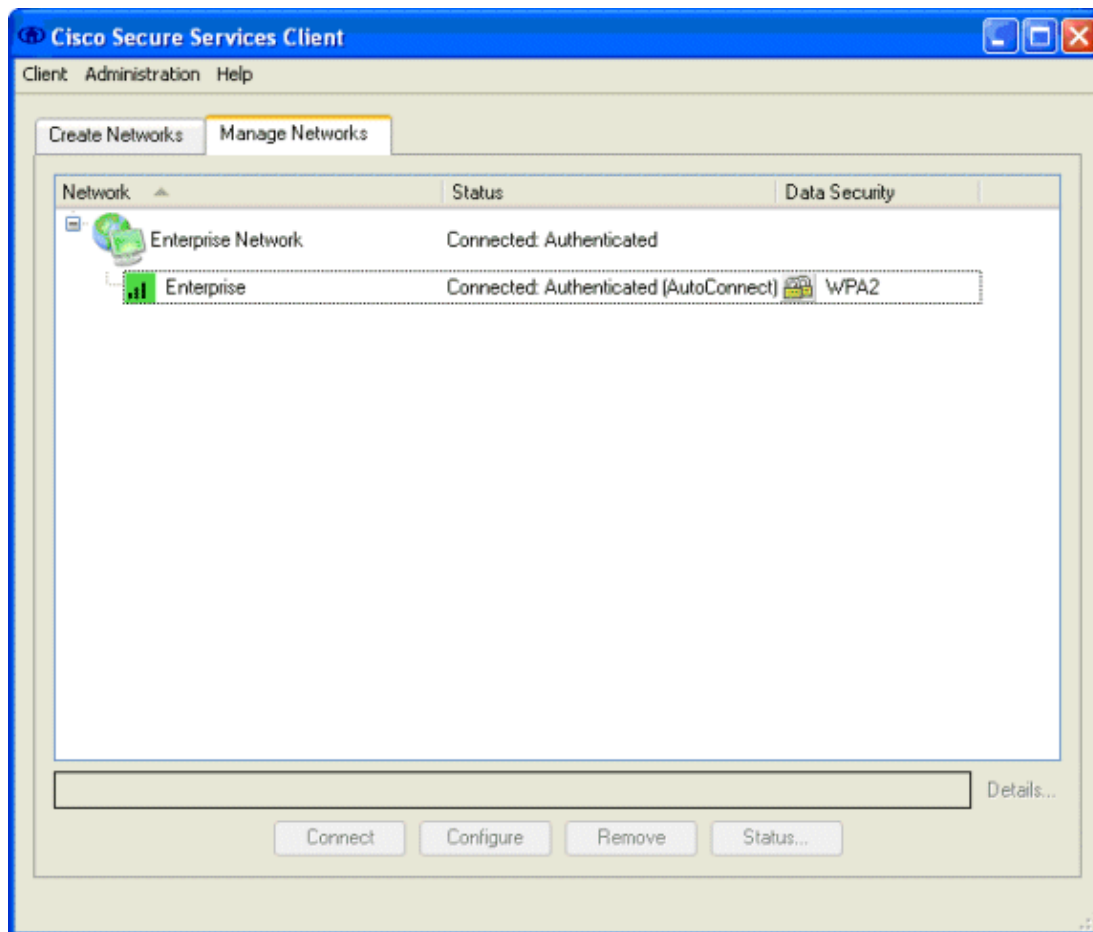 Cisco Secure Services Client
Client Administration Help
Create Networks Manage Networks
Network Status Data Security
Enterprise Network Connected: Authenticated
Enterprise Connected: Authenticated (AutoConnect) WPA2
Details...
Connect Configure Remove Status...